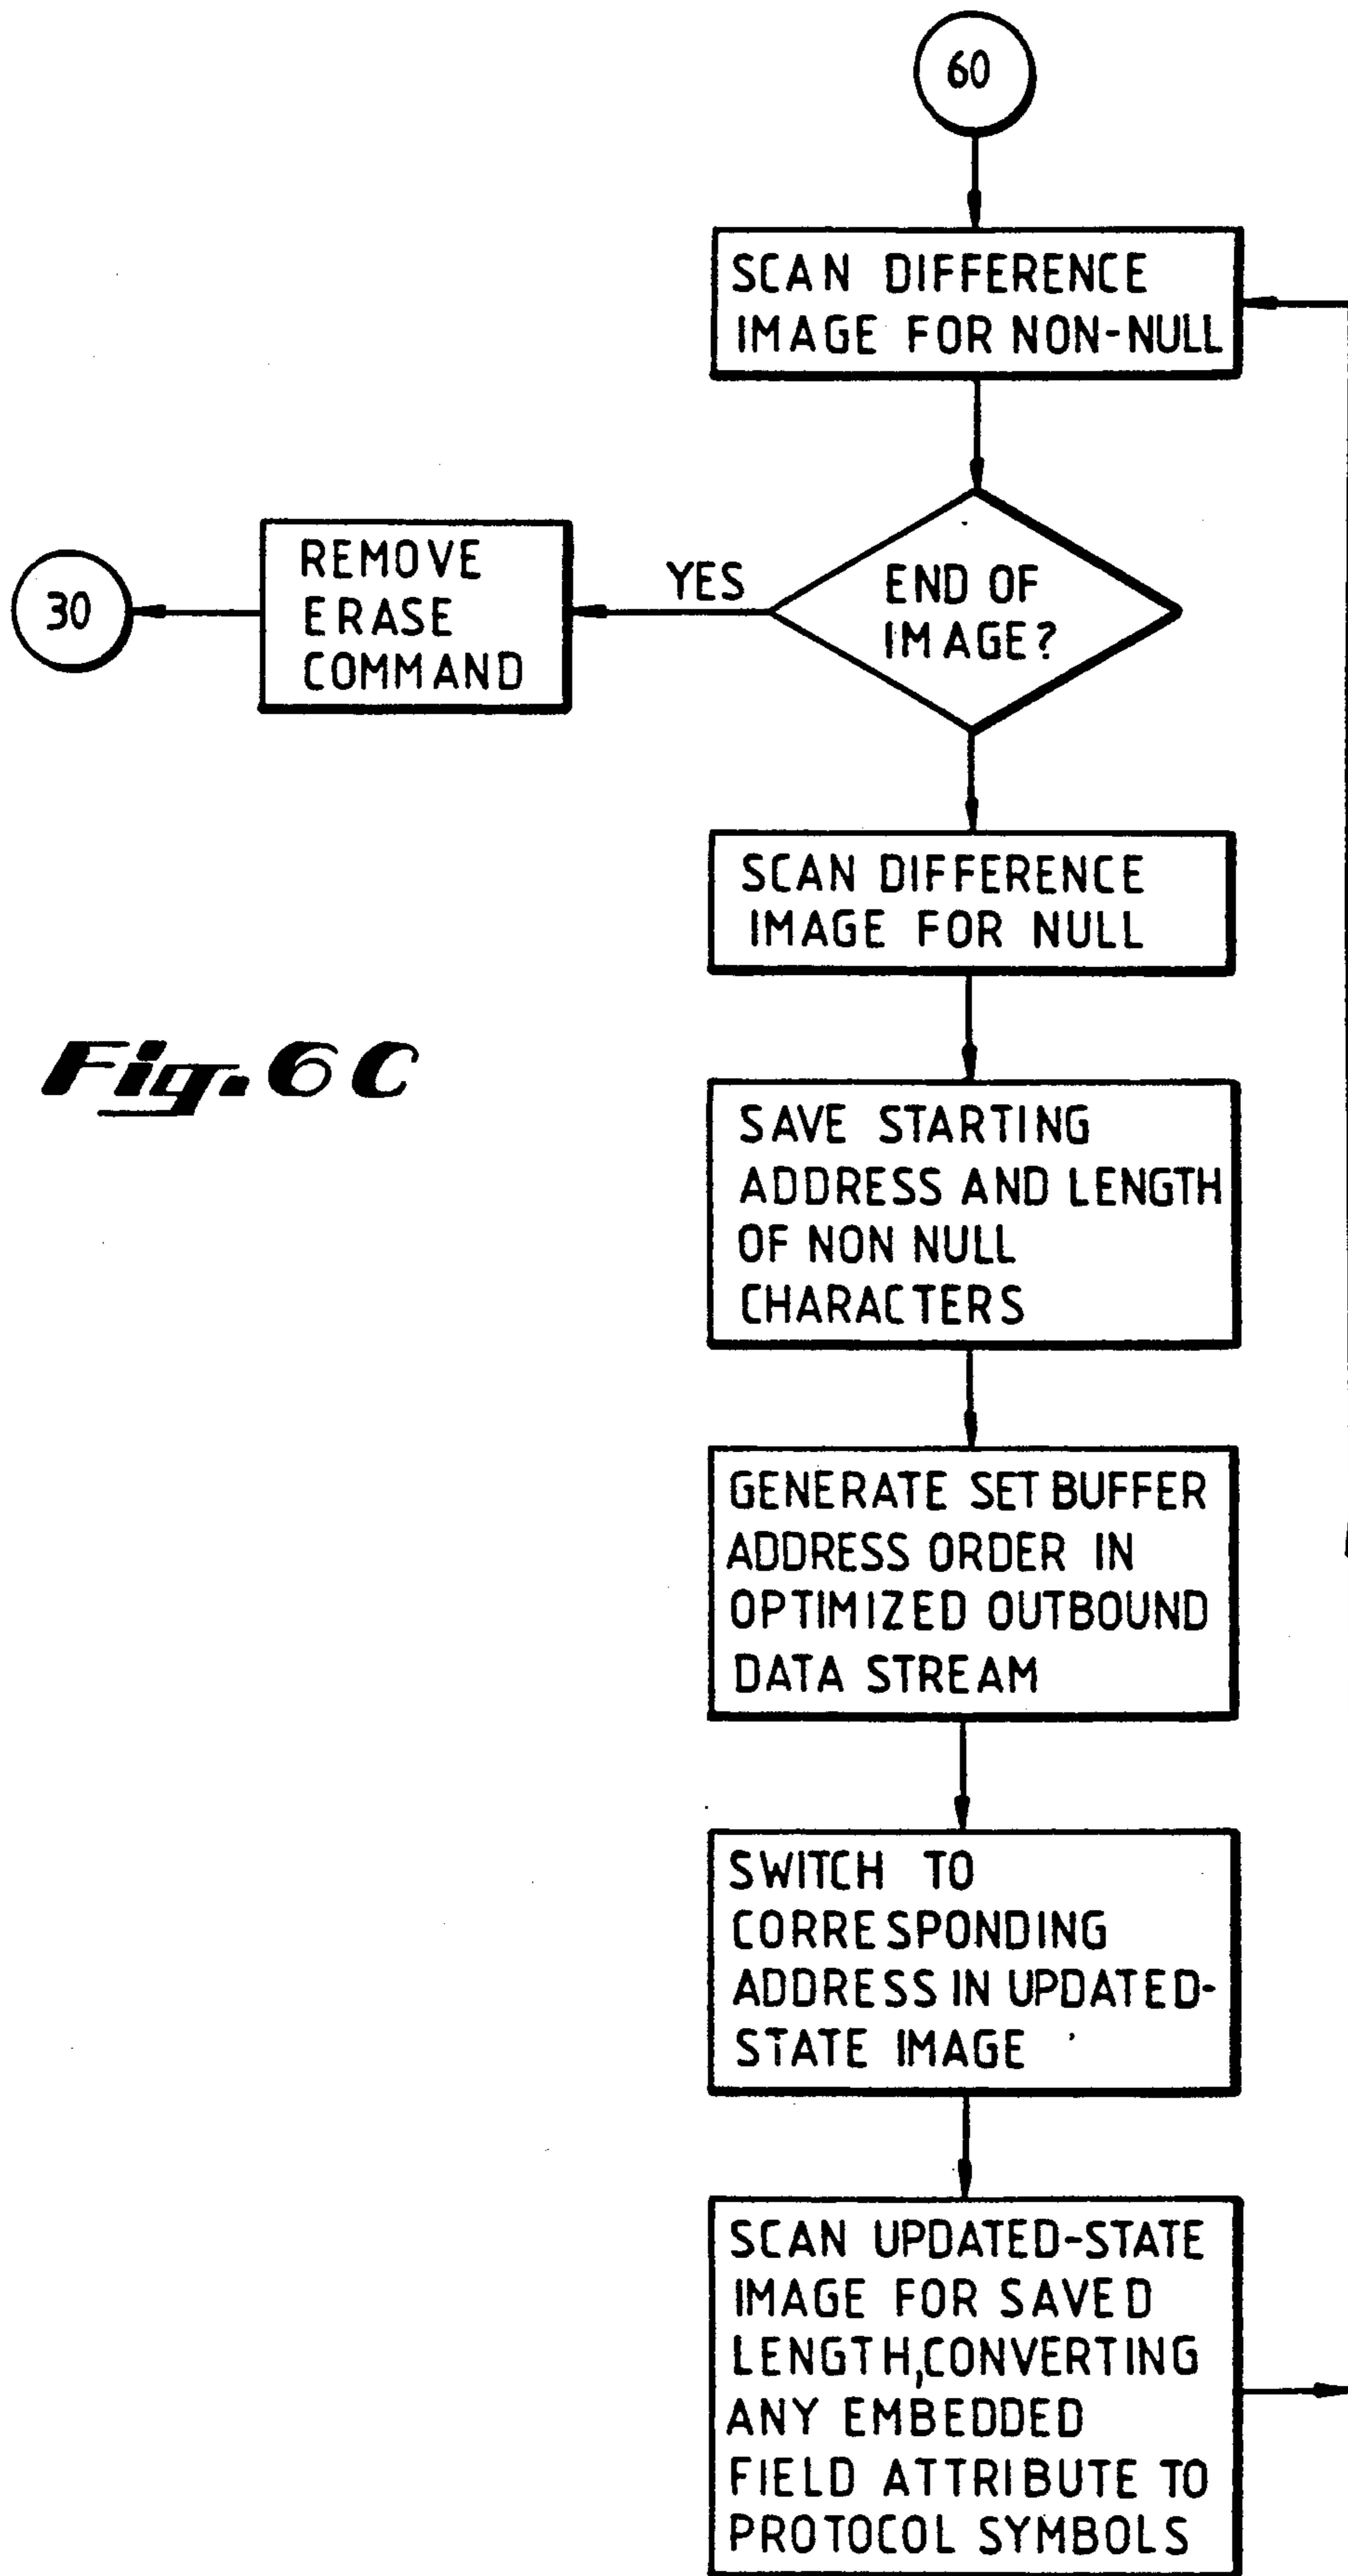 60
SCAN DIFFERENCE
IMAGE FOR NON-NULL
END OF
IMAGE?
YES
REMOVE
ERASE
COMMAND
30
SCAN DIFFERENCE
IMAGE FOR NULL
Fig. 6C
SAVE STARTING
ADDRESS AND LENGTH
OF NON NULL
CHARACTERS
GENERATE SET BUFFER
ADDRESS ORDER IN
OPTIMIZED OUTBOUND
DATA STREAM
SWITCH TO
CORRESPONDING
ADDRESS IN UPDATED-
STATE IMAGE
SCAN UPDATED-STATE
IMAGE FOR SAVED
LENGTH,CONVERTING
ANY EMBEDDED
FIELD ATTRIBUTE TO
PROTOCOL SYMBOLS